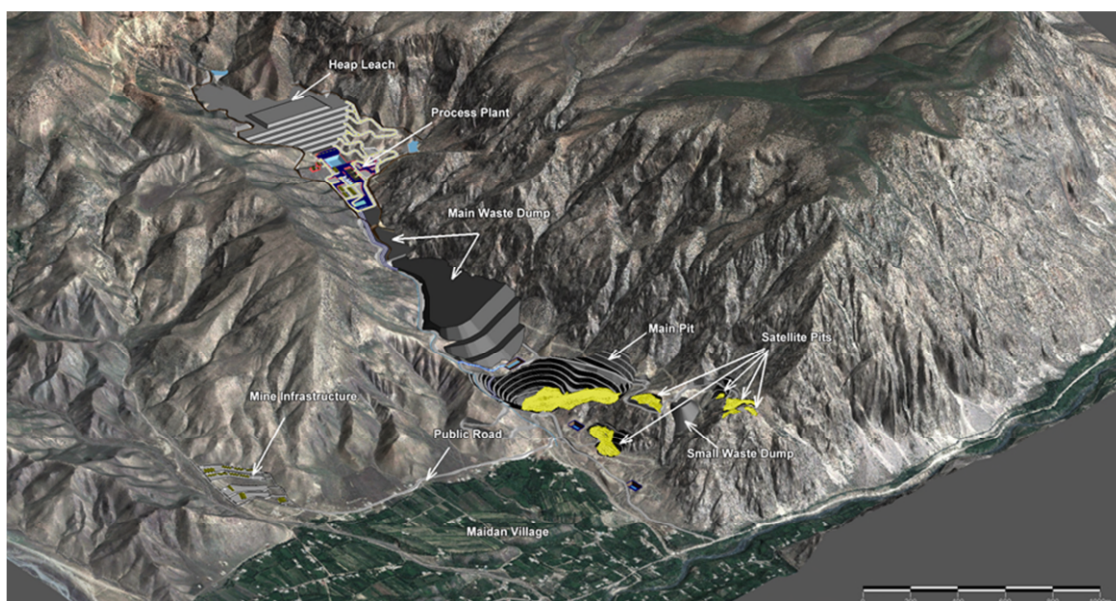 Heap Leach
Process Plant
Main Waste Dump
Main Pit
Satellite Pits
Mine Infrastructure
Public Road
Small Waste Dump
Maidan Village